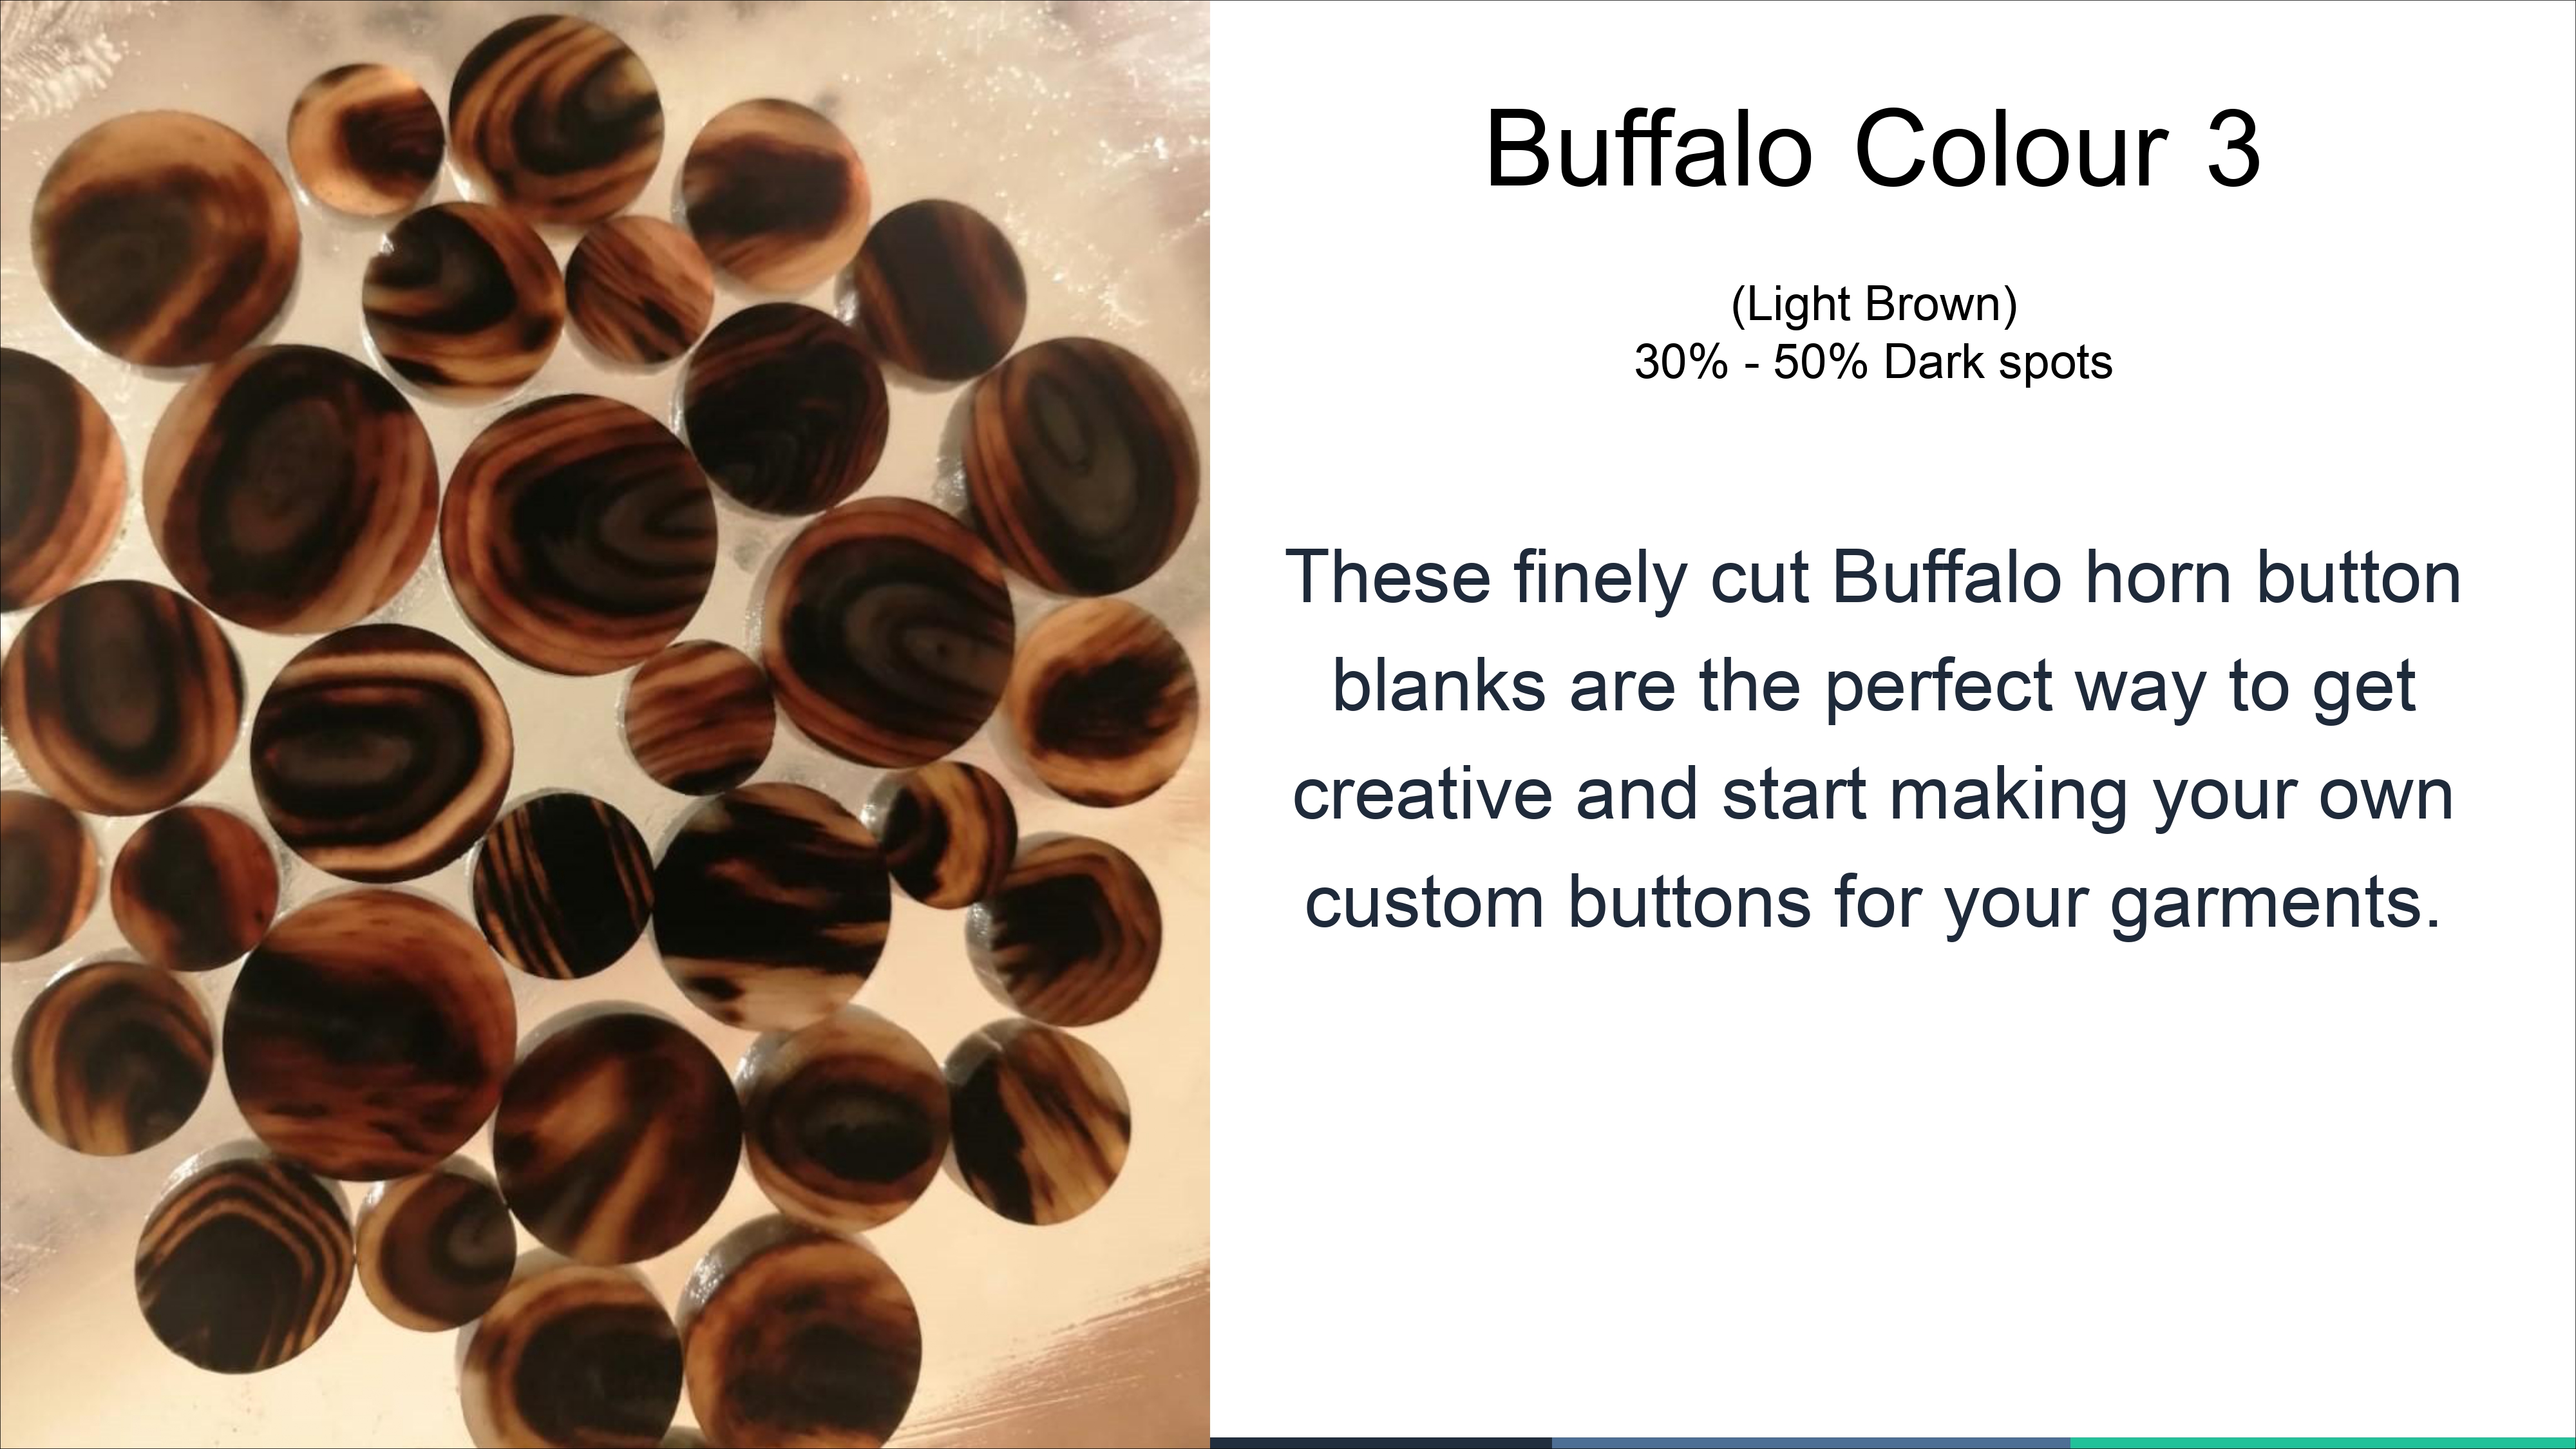 Buffalo Colour 3
(Light Brown)
30% - 50% Dark spots
These finely cut Buffalo horn button
blanks are the perfect way to get
creative and start making your own
custom buttons for your garments.